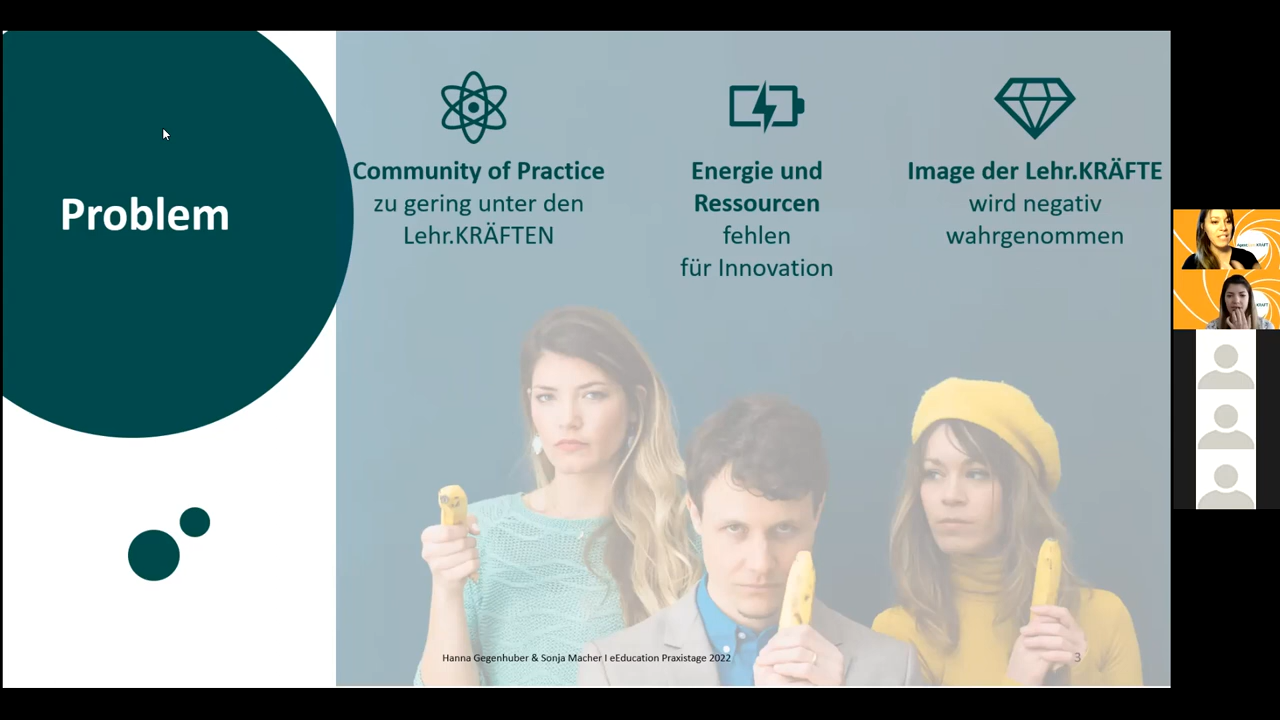 Problem
Community of Practice
zu gering unter den
Lehr.KRÄFTEN
Energie und
Ressourcen
fehlen
für Innovation
Image der Lehr.KRÄFTE
wird negativ
wahrgenommen
Hanna Gegenhuber & Sonja Macher I eEducation Praxistage 2022
3